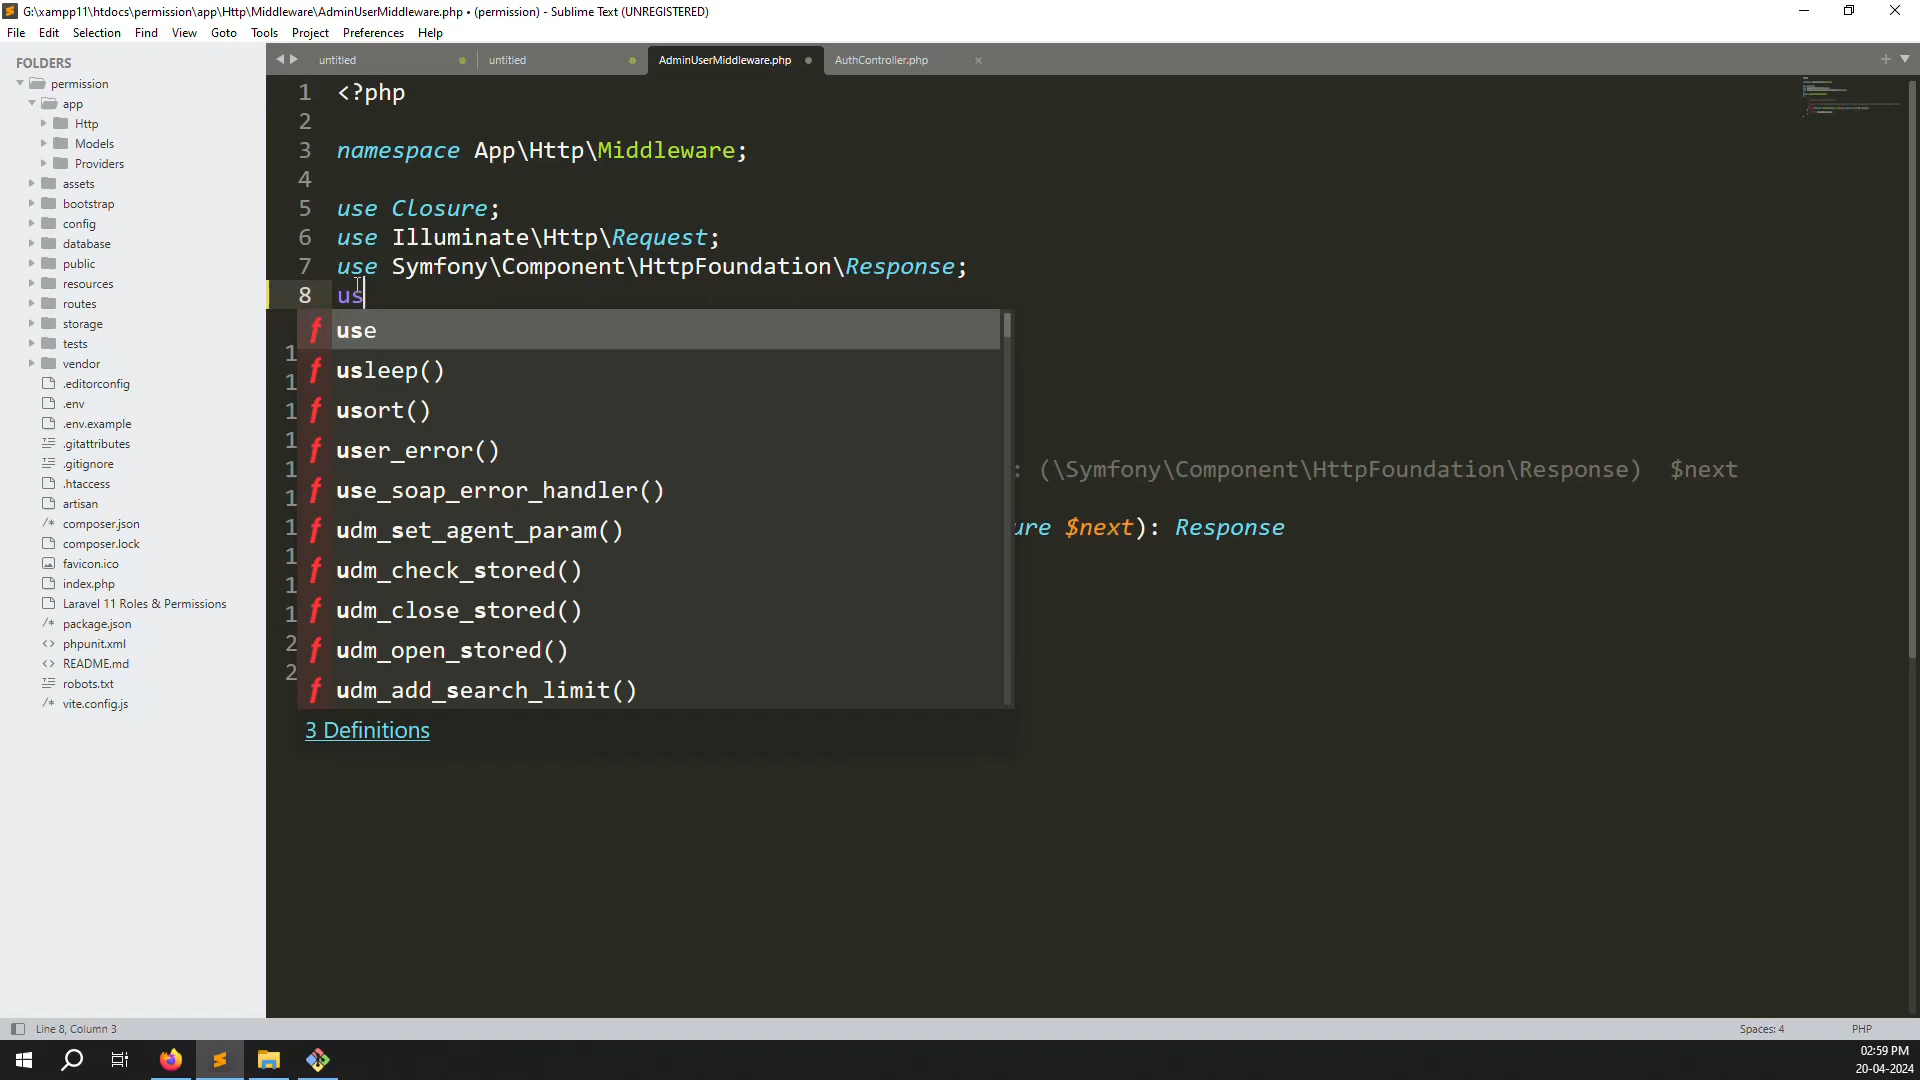 G:\xampp11\htdocs\permission\app\Http\Middleware\AdminUserMiddleware.php • (permission) - Sublime Text (UNREGISTERED)
File Edit Selection Find View Goto Tools Project Preferences Help
FOLDERS
permission
app
Http
Models
Providers
assets
bootstrap
config
database
public
resources
routes
storage
tests
vendor
.editorconfig
.env
.env.example
.gitattributes
.gitignore
.htaccess
artisan
composer.json
composer.lock
favicon.ico
index.php
Laravel 11 Roles & Permissions
package.json
phpunit.xml
README.md
robots.txt
vite.config.js
untitled untitled AdminUserMiddleware.php AuthController.php
1 <?php
2
3 namespace App\Http\Middleware;
4
5 use Closure;
6 use Illuminate\Http\Request;
7 use Symfony\Component\HttpFoundation\Response;
8 us
use
usleep()
usort()
user_error()
use_soap_error_handler()
: (\Symfony\Component\HttpFoundation\Response) $next
udm_set_agent_param()
ure $next): Response
udm_check_stored()
udm_close_stored()
udm_open_stored()
udm_add_search_limit()
3 Definitions
Line 8, Column 3
Spaces: 4
PHP
02:59 PM
20-04-2024